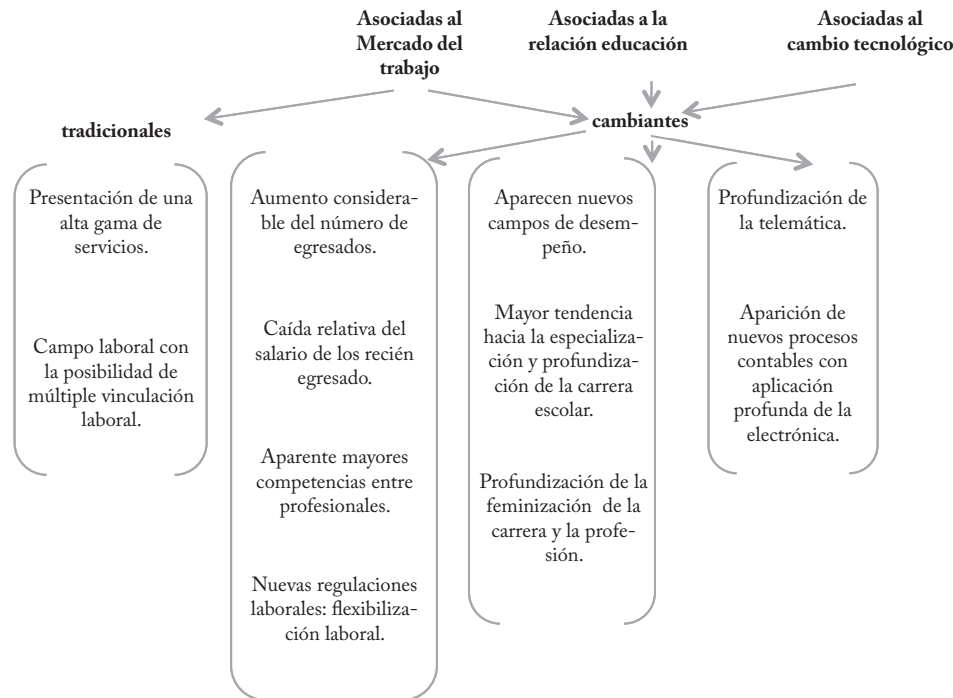 Asociadas al
Mercado del
trabajo
Asociadas a la
relación educación
Asociadas al
cambio tecnológico
tradicionales
cambiantes
Presentación de una
alta gama de
servicios.
Campo laboral con
la posibilidad de
múltiple vinculación
laboral.
Aumento considera-
ble del número de
egresados.
Caída relativa del
salario de los recién
egresado.
Aparente mayores
competencias entre
profesionales.
Nuevas regulaciones
laborales: flexibiliza-
ción laboral.
Aparecen nuevos
campos de desem-
peño.
Mayor tendencia
hacia la especializa-
ción y profundiza-
ción de la carrera
escolar.
Profundización de la
feminización  de la
carrera y la profe-
sión.
Profundización de
la telemática.
Aparición de
nuevos procesos
contables con
aplicación
profunda de la
electrónica.